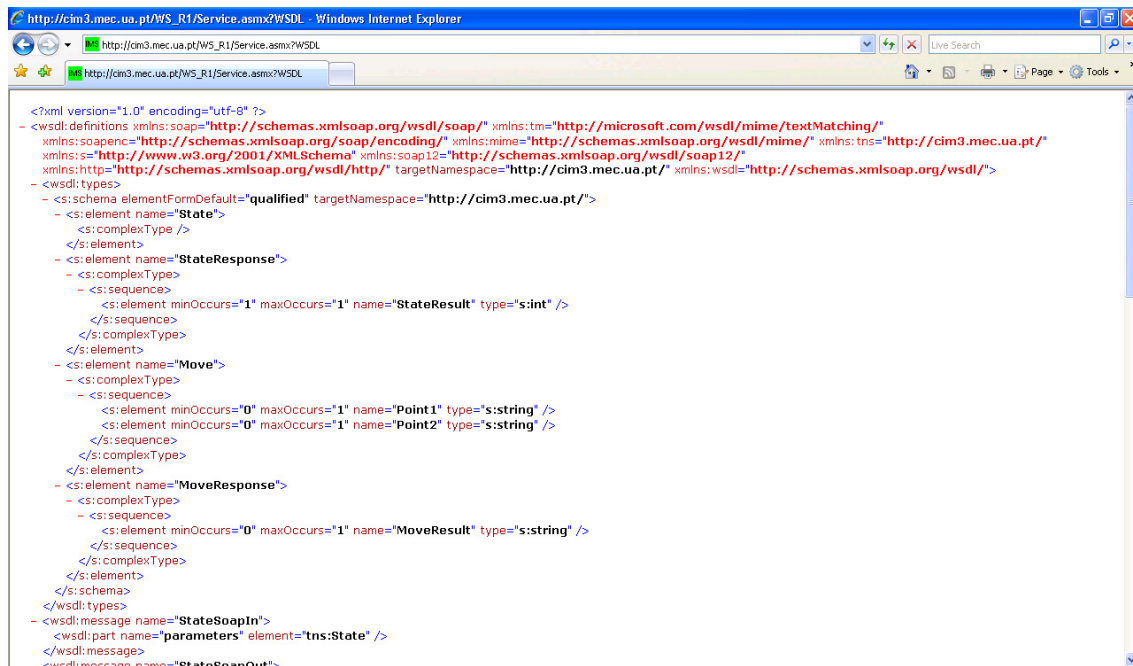 http://cim3.mec.ua.pt/WS_R1/Service.asmx?WSDL - Windows Internet Explorer
IMS http://cim3.mec.ua.pt/WS_R1/Service.asmx?WSDL Live Search
IMS http://cim3.mec.ua.pt/WS_R1/Service.asmx?WSDL Page Tools
<?xml version="1.0" encoding="utf-8" ?>
- <wsdl:definitions xmlns:soap="http://schemas.xmlsoap.org/wsdl/soap/" xmlns:tm="http://microsoft.com/wsdl/mime/textMatching/"
xmlns:soapenc="http://schemas.xmlsoap.org/soap/encoding/" xmlns:mime="http://schemas.xmlsoap.org/wsdl/mime/" xmlns:tns="http://cim3.mec.ua.pt/"
xmlns:s="http://www.w3.org/2001/XMLSchema" xmlns:soap12="http://schemas.xmlsoap.org/wsdl/soap12/"
xmlns:http="http://schemas.xmlsoap.org/wsdl/http/" targetNamespace="http://cim3.mec.ua.pt/" xmlns:wsdl="http://schemas.xmlsoap.org/wsdl/">
- <wsdl:types>
- <s:schema elementFormDefault="qualified" targetNamespace="http://cim3.mec.ua.pt/">
- <s:element name="State">
<s:complexType />
</s:element>
- <s:element name="StateResponse">
- <s:complexType>
- <s:sequence>
<s:element minOccurs="1" maxOccurs="1" name="StateResult" type="s:int" />
</s:sequence>
</s:complexType>
</s:element>
- <s:element name="Move">
- <s:complexType>
- <s:sequence>
<s:element minOccurs="0" maxOccurs="1" name="Point1" type="s:string" />
<s:element minOccurs="0" maxOccurs="1" name="Point2" type="s:string" />
</s:sequence>
</s:complexType>
</s:element>
- <s:element name="MoveResponse">
- <s:complexType>
- <s:sequence>
<s:element minOccurs="0" maxOccurs="1" name="MoveResult" type="s:string" />
</s:sequence>
</s:complexType>
</s:element>
</s:schema>
</wsdl:types>
- <wsdl:message name="StateSoapIn">
<wsdl:part name="parameters" element="tns:State" />
</wsdl:message>
<wsdl:message name="StateSoapOut">